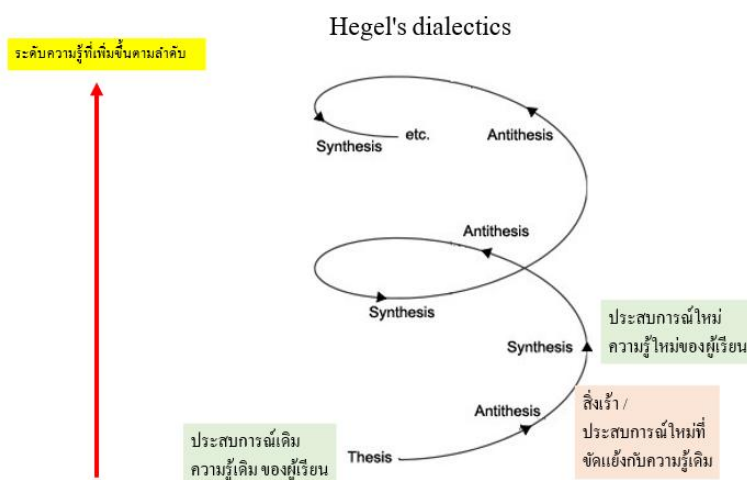 Hegel's dialectics
ระดับความรู้ที่เพิ่มขึ้นตามลำดับ
etc.
Antithesis
Synthesis
Antithesis
Synthesis
ประสบการณ์ใหม่
ความรู้ใหม่ของผู้เรียน
Synthesis
สิ่งเร้า /
ประสบการณ์ใหม่ที่
ขัดแย้งกับความรู้เดิม
Antithesis
ประสบการณ์เดิม
ความรู้เดิม ของผู้เรียน
Thesis